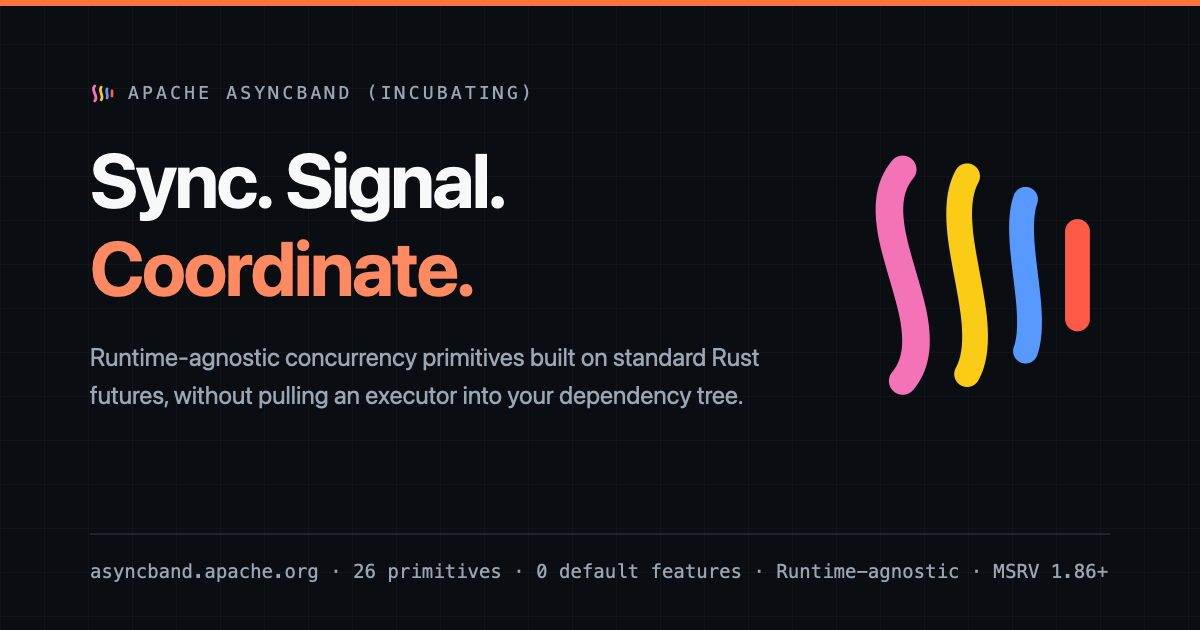 APACHE ASYNCBAND (INCUBATING)
Sync. Signal.
Coordinate.
Runtime-agnostic concurrency primitives built on standard Rust
futures, without pulling an executor into your dependency tree.
asyncband.apache.org · 26 primitives · 0 default features · Runtime-agnostic · MSRV 1.86+